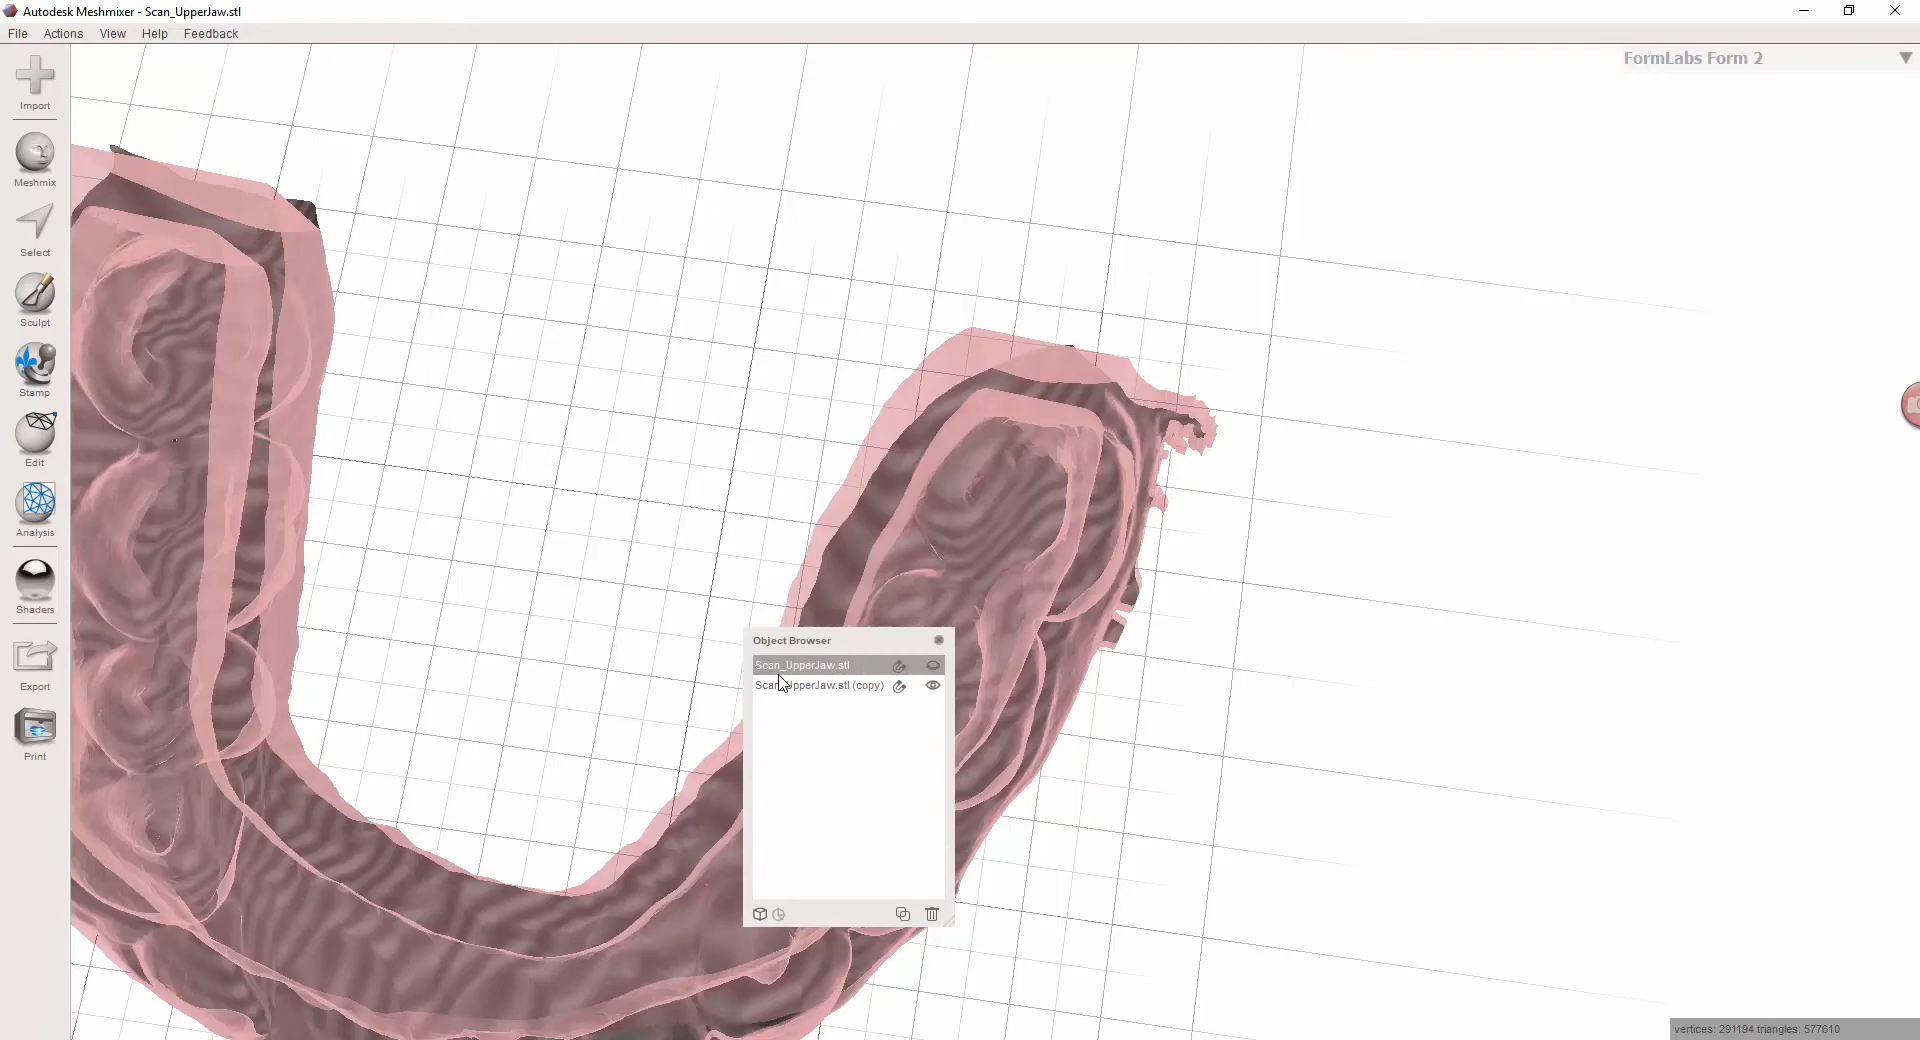 Autodesk Meshmixer - Scan_UpperJaw.stl
File Actions View Help Feedback
FormLabs Form 2
Import
Meshmix
Select
Sculpt
Stamp
Edit
Analysis
Shaders
Export
Print
Object Browser
Scan_UpperJaw.stl
Scan_UpperJaw.stl (copy)
vertices: 291194 triangles: 577610